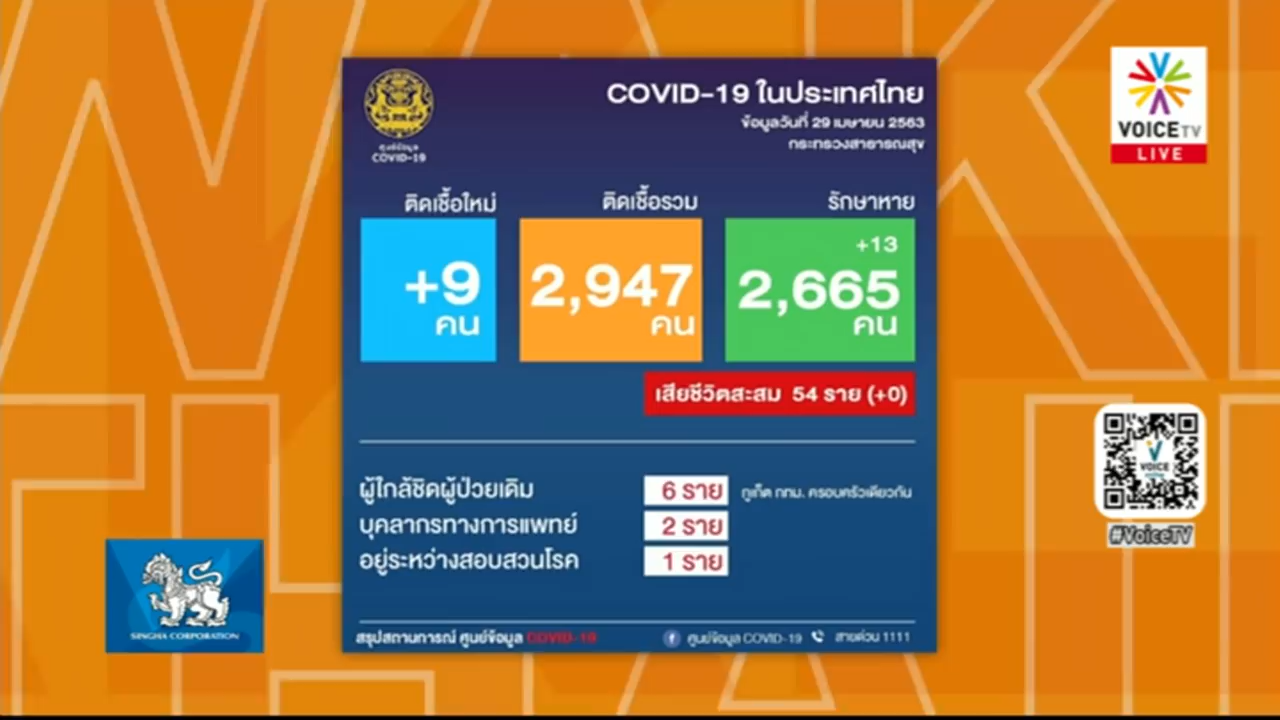 COVID-19 ในประเทศไทย
ข้อมูลวันที่ 29 เมษายน 2563
กระทรวงสาธารณสุข
ศูนย์ข้อมูล
COVID-19
ติดเชื้อใหม่
ติดเชื้อรวม
รักษาหาย
+9
คน
2,947
คน
+13
2,665
คน
เสียชีวิตสะสม 54 ราย (+0)
ผู้ใกล้ชิดผู้ป่วยเดิม 6 ราย ภูเก็ต กทม. ครอบครัวเดียวกัน
บุคลากรทางการแพทย์ 2 ราย
อยู่ระหว่างสอบสวนโรค 1 ราย
สรุปสถานการณ์ ศูนย์ข้อมูล COVID-19
ศูนย์ข้อมูล COVID-19 สายด่วน 1111
VOICE TV
LIVE
VOICE
#VoiceTV
SINGHA CORPORATION